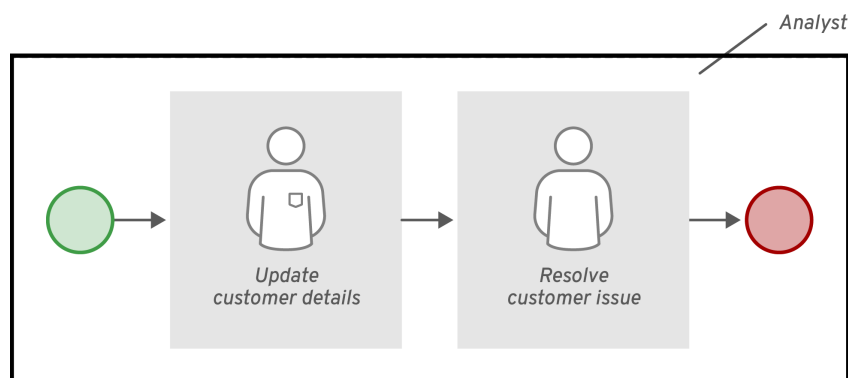 Analyst
Update
customer details
Resolve
customer issue